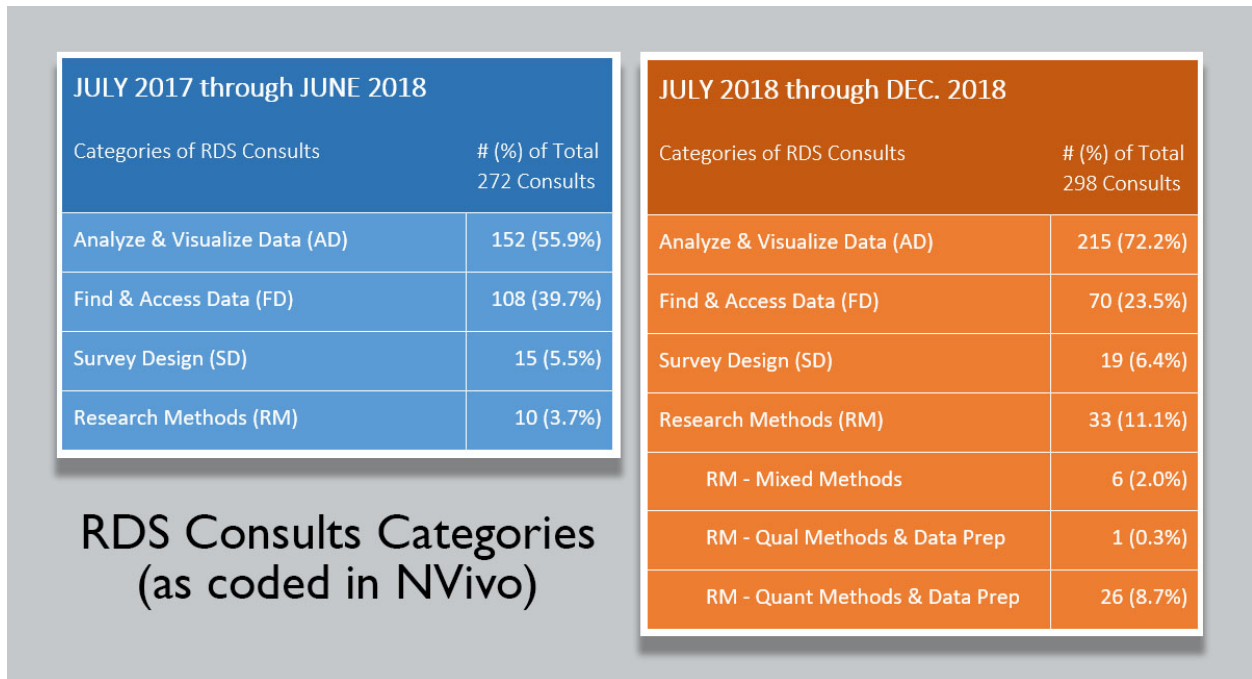 JULY 2017 through JUNE 2018
Categories of RDS Consults # (%) of Total
272 Consults
Analyze & Visualize Data (AD) 152 (55.9%)
Find & Access Data (FD) 108 (39.7%)
Survey Design (SD) 15 (5.5%)
Research Methods (RM) 10 (3.7%)
RDS Consults Categories
(as coded in NVivo)
JULY 2018 through DEC. 2018
Categories of RDS Consults # (%) of Total
298 Consults
Analyze & Visualize Data (AD) 215 (72.2%)
Find & Access Data (FD) 70 (23.5%)
Survey Design (SD) 19 (6.4%)
Research Methods (RM) 33 (11.1%)
RM - Mixed Methods 6 (2.0%)
RM - Qual Methods & Data Prep 1 (0.3%)
RM - Quant Methods & Data Prep 26 (8.7%)